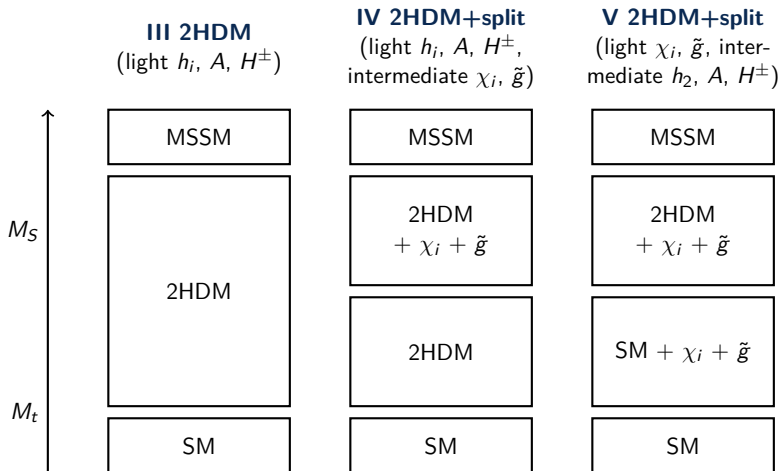 III 2HDM
(light hᵢ, A, H±)
IV 2HDM+split
(light hᵢ, A, H±,
intermediate χᵢ, g̃)
V 2HDM+split
(light χᵢ, g̃, inter-
mediate h₂, A, H±)
M_S
M_t
MSSM
2HDM
SM
MSSM
2HDM
+ χᵢ + g̃
2HDM
SM
MSSM
2HDM
+ χᵢ + g̃
SM + χᵢ + g̃
SM